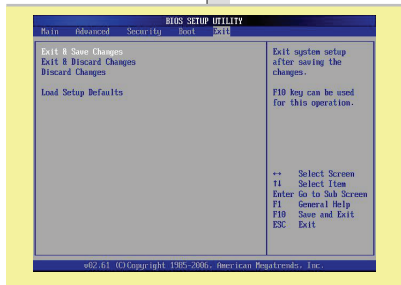 BIOS SETUP UTILITY
Main Advanced Security Boot Exit
Exit & Save Changes
Exit & Discard Changes
Discard Changes
Load Setup Defaults
Exit system setup
after saving the
changes.
F10 key can be used
for this operation.
↔ Select Screen
↑↓ Select Item
Enter Go to Sub Screen
F1 General Help
F10 Save and Exit
ESC Exit
v02.61 (C)Copyright 1985-2006, American Megatrends, Inc.